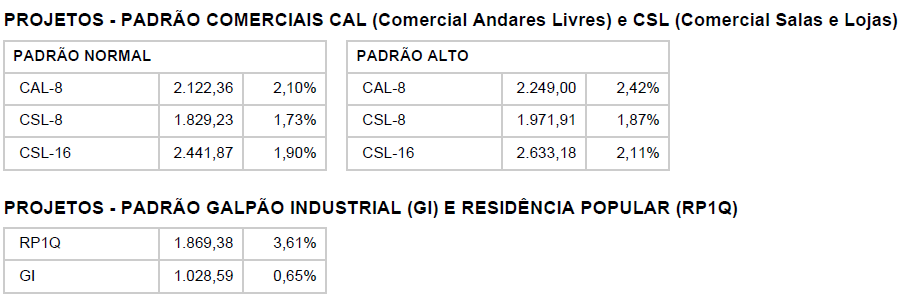 PROJETOS - PADRÃO COMERCIAIS CAL (Comercial Andares Livres) e CSL (Comercial Salas e Lojas)
PADRÃO NORMAL
CAL-8 2.122,36 2,10%
CSL-8 1.829,23 1,73%
CSL-16 2.441,87 1,90%
PADRÃO ALTO
CAL-8 2.249,00 2,42%
CSL-8 1.971,91 1,87%
CSL-16 2.633,18 2,11%
PROJETOS - PADRÃO GALPÃO INDUSTRIAL (GI) E RESIDÊNCIA POPULAR (RP1Q)
RP1Q 1.869,38 3,61%
GI 1.028,59 0,65%